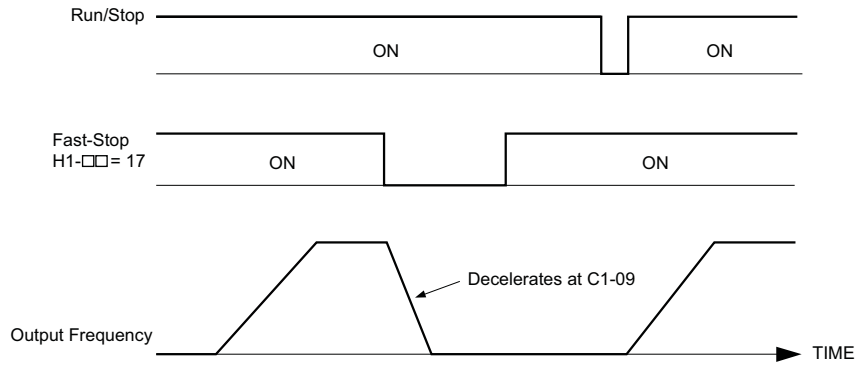 Run/Stop
ON
ON
Fast-Stop
H1-□□= 17
ON
ON
Decelerates at C1-09
Output Frequency
TIME